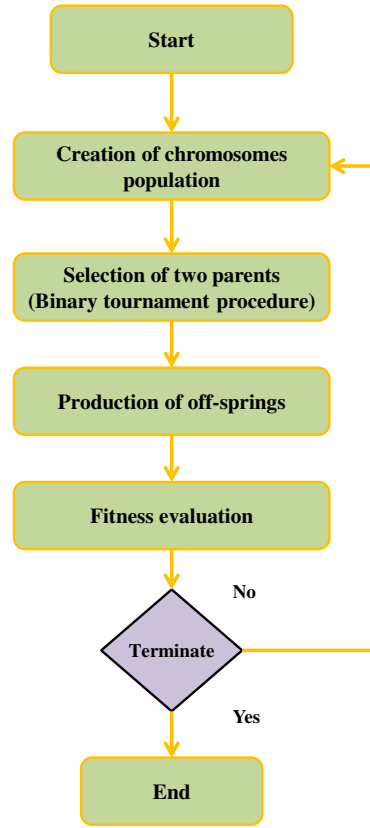 Start
Creation of chromosomes
population
Selection of two parents
(Binary tournament procedure)
Production of off-springs
Fitness evaluation
No
Terminate
Yes
End